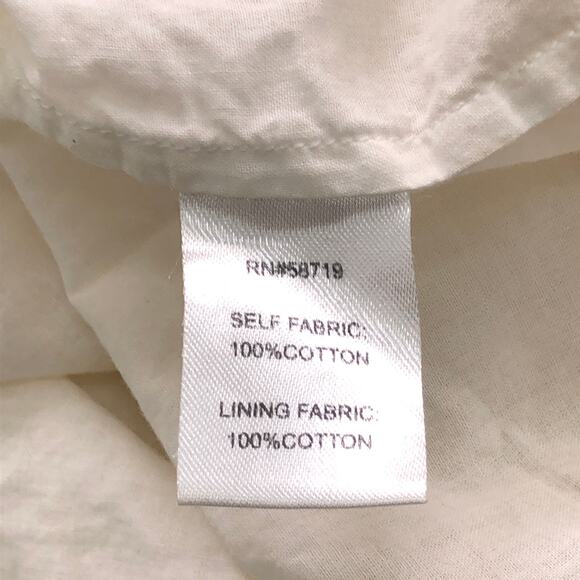 RN#58719
SELF FABRIC:
100%COTTON
LINING FABRIC:
100%COTTON